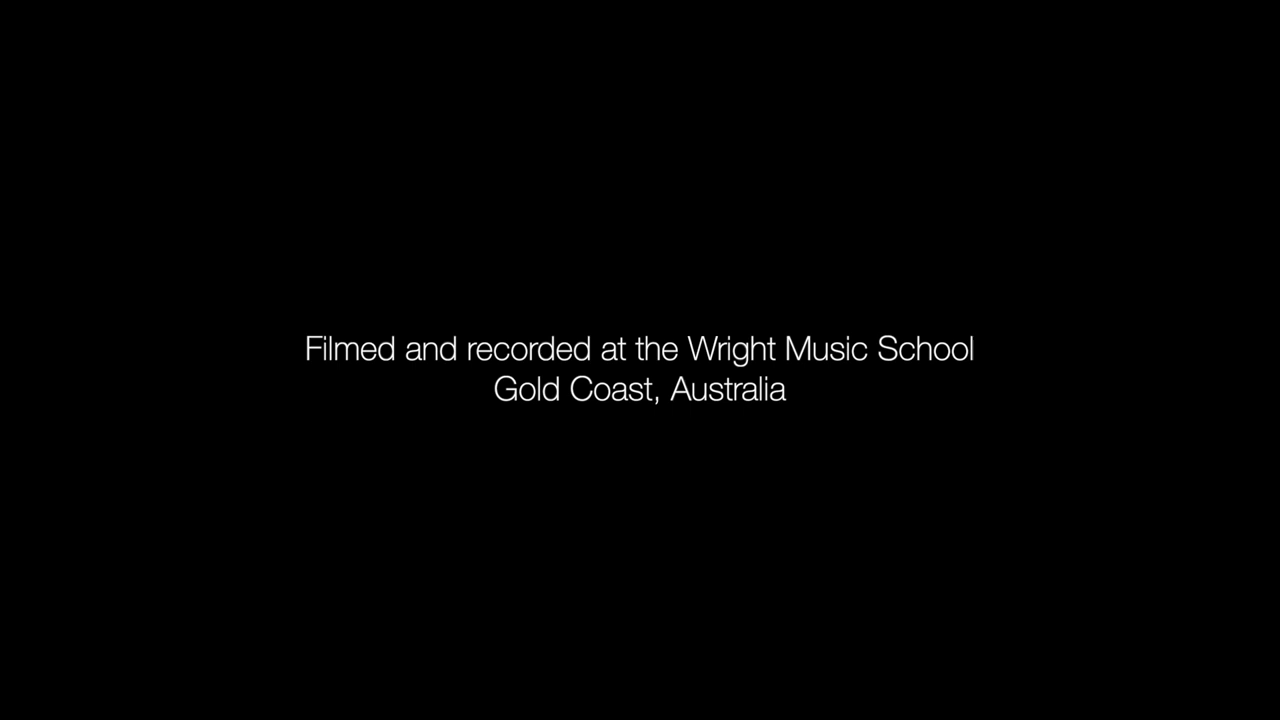 Filmed and recorded at the Wright Music School
Gold Coast, Australia